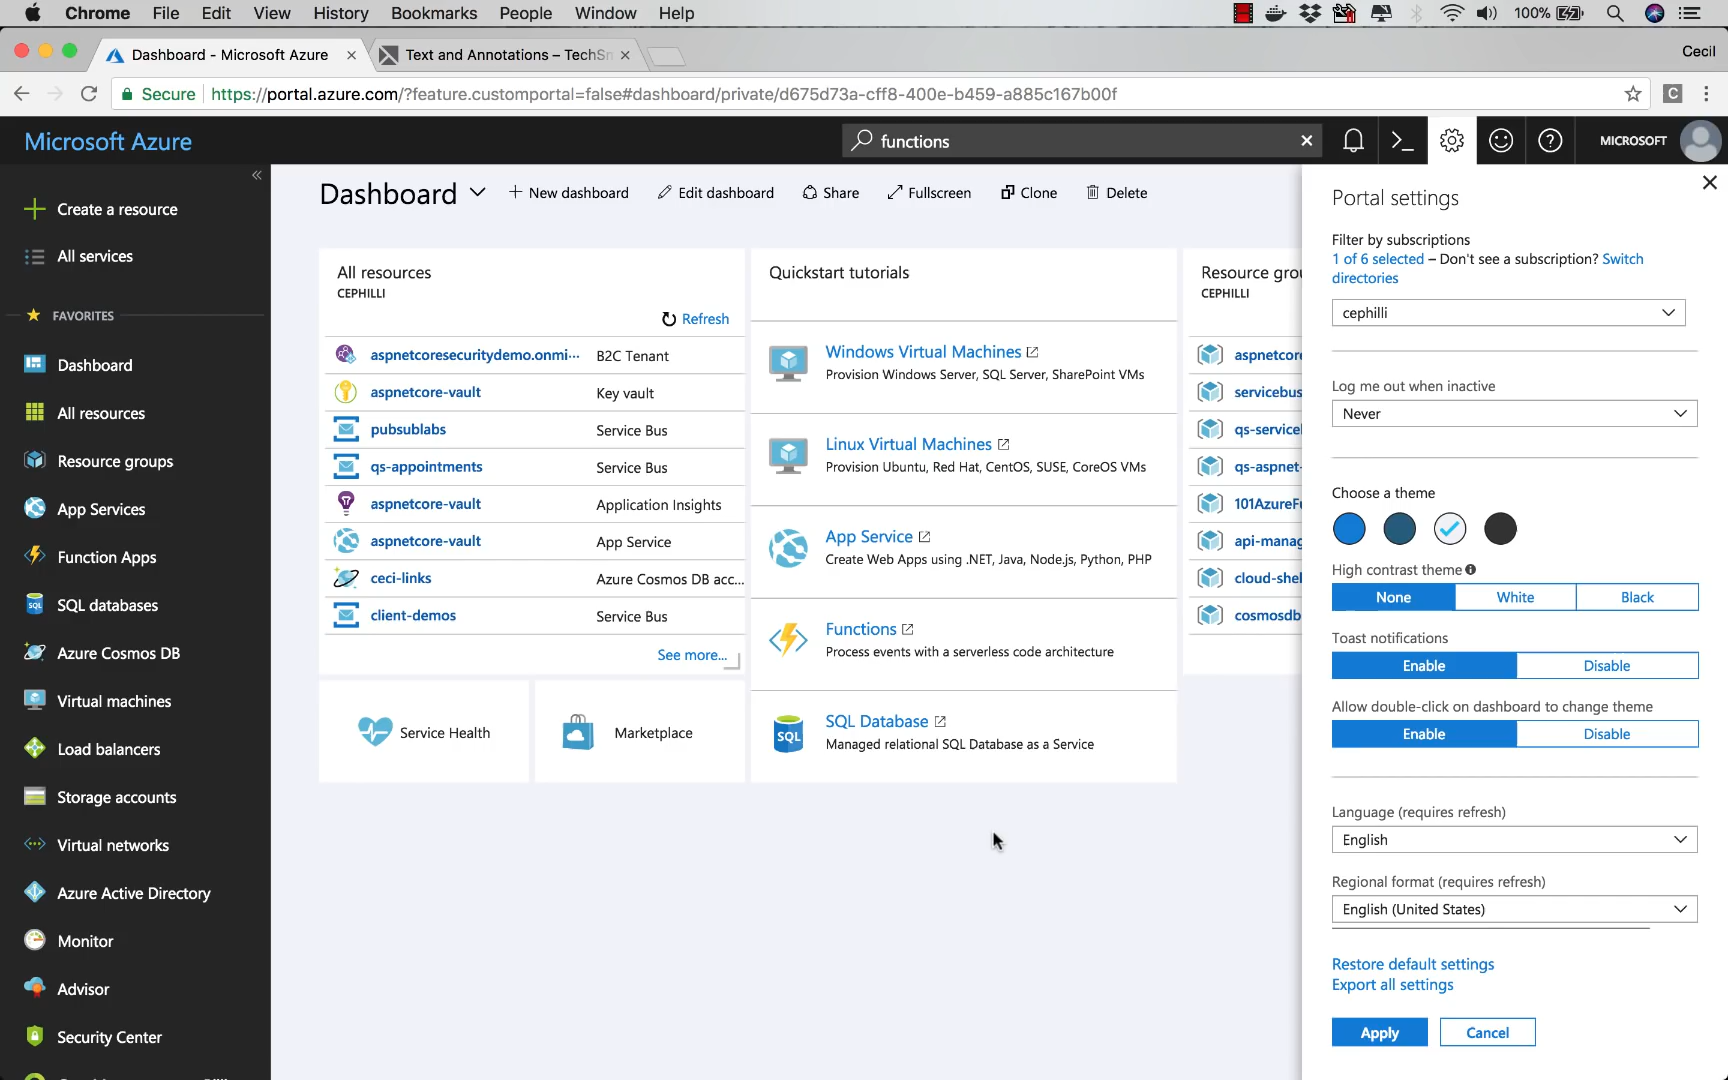 Chrome File Edit View History Bookmarks People Window Help 100%
Dashboard - Microsoft Azure Text and Annotations – TechSm Cecil
Secure https://portal.azure.com/?feature.customportal=false#dashboard/private/d675d73a-cff8-400e-b459-a885c167b00f C
Microsoft Azure functions MICROSOFT
Create a resource
All services
FAVORITES
Dashboard
All resources
Resource groups
App Services
Function Apps
SQL databases
Azure Cosmos DB
Virtual machines
Load balancers
Storage accounts
Virtual networks
Azure Active Directory
Monitor
Advisor
Security Center
Dashboard New dashboard Edit dashboard Share Fullscreen Clone Delete
All resources
CEPHILLI
Refresh
aspnetcoresecuritydemo.onmi··· B2C Tenant
aspnetcore-vault Key vault
pubsublabs Service Bus
qs-appointments Service Bus
aspnetcore-vault Application Insights
aspnetcore-vault App Service
ceci-links Azure Cosmos DB acc...
client-demos Service Bus
See more...
Service Health
Marketplace
Quickstart tutorials
Windows Virtual Machines
Provision Windows Server, SQL Server, SharePoint VMs
Linux Virtual Machines
Provision Ubuntu, Red Hat, CentOS, SUSE, CoreOS VMs
App Service
Create Web Apps using .NET, Java, Node.js, Python, PHP
Functions
Process events with a serverless code architecture
SQL
SQL Database
Managed relational SQL Database as a Service
Resource grou
CEPHILLI
aspnetcore
servicebus
qs-servicel
qs-aspnet-
101AzureFu
api-manag
cloud-shel
cosmosdb
Portal settings
Filter by subscriptions
1 of 6 selected – Don't see a subscription? Switch
directories
cephilli
Log me out when inactive
Never
Choose a theme
High contrast theme
None White Black
Toast notifications
Enable Disable
Allow double-click on dashboard to change theme
Enable Disable
Language (requires refresh)
English
Regional format (requires refresh)
English (United States)
Restore default settings
Export all settings
Apply Cancel